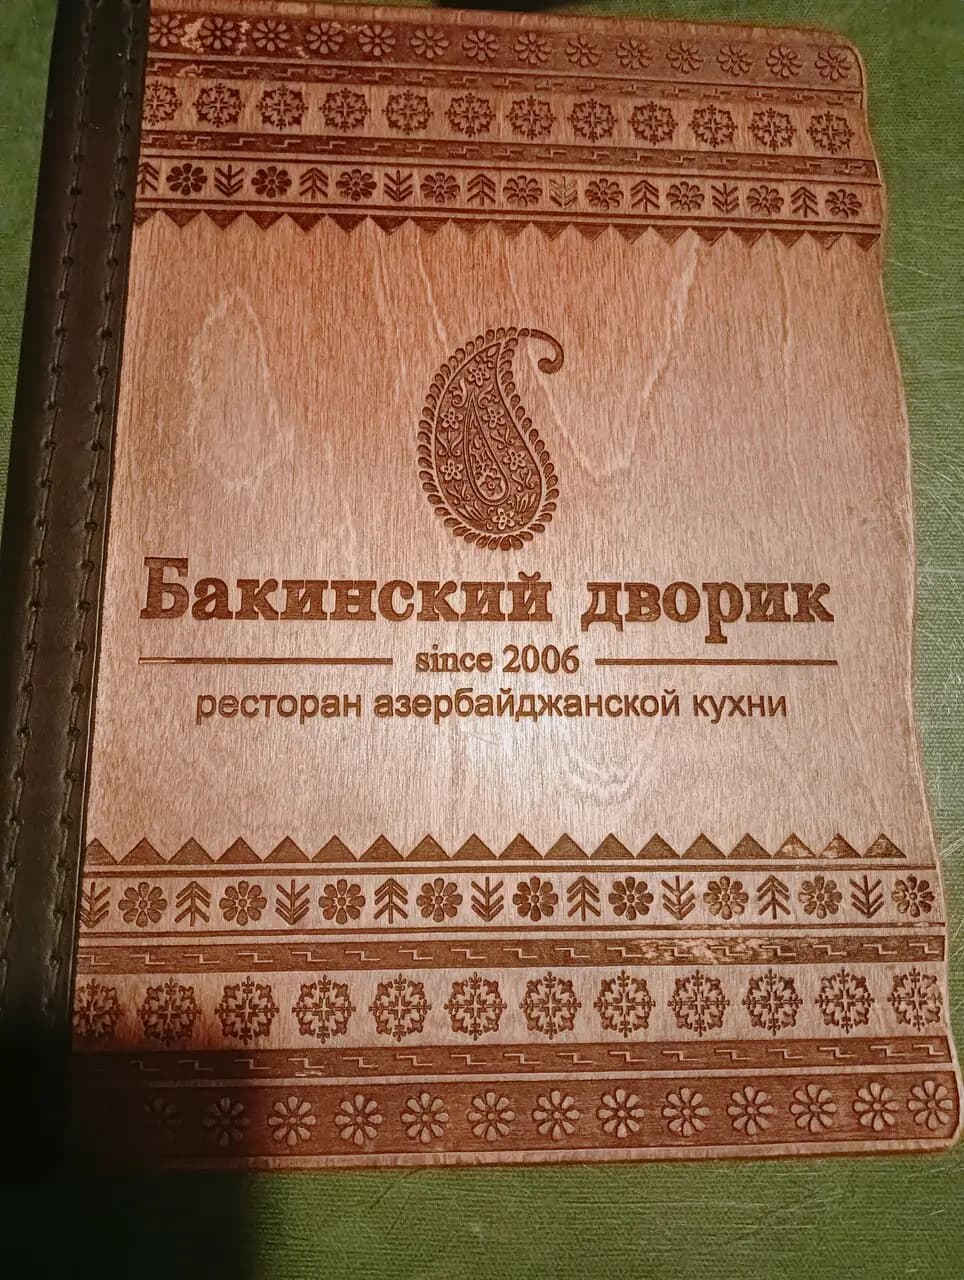 Бакинский дворик
since 2006
ресторан азербайджанской кухни